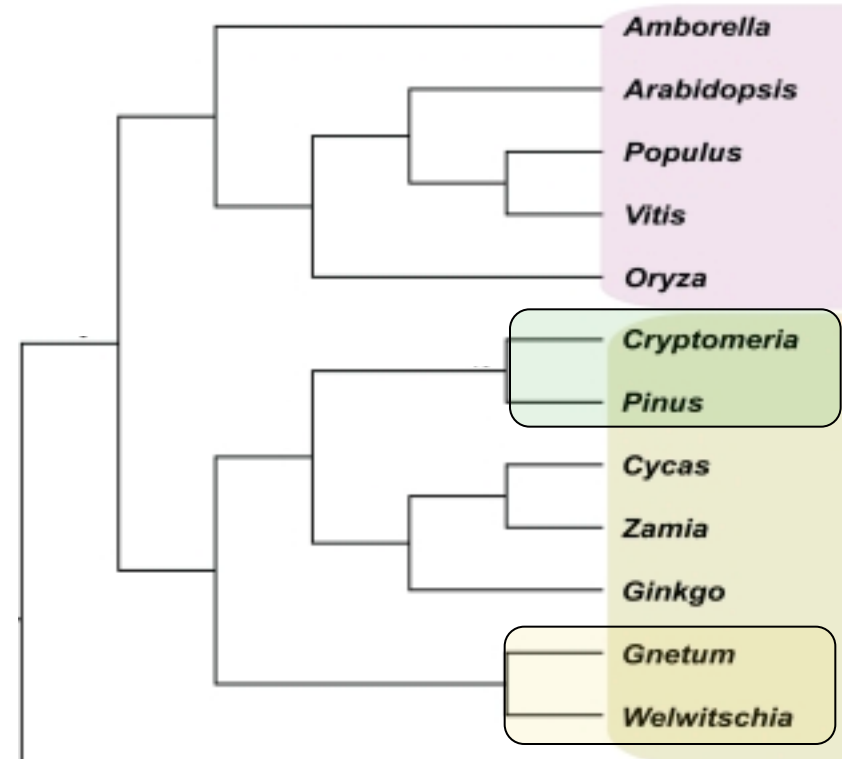 Amborella
Arabidopsis
Populus
Vitis
Oryza
Cryptomeria
Pinus
Cycas
Zamia
Ginkgo
Gnetum
Welwitschia